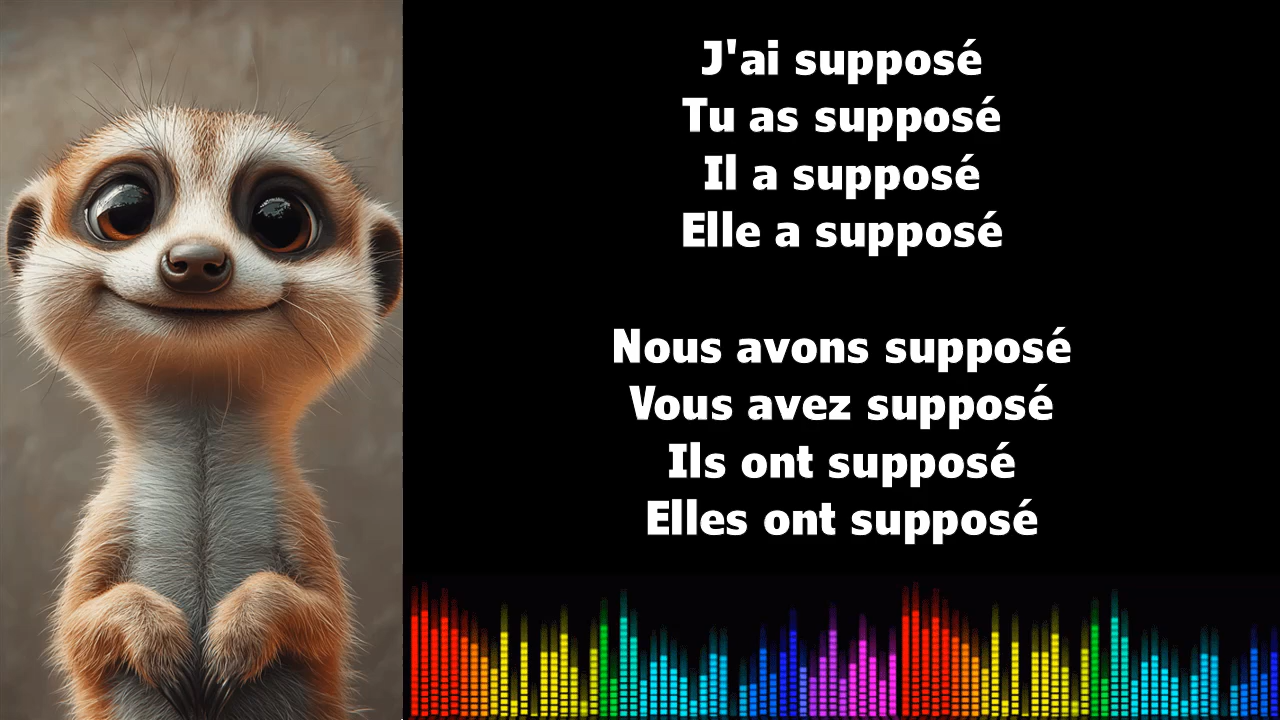 J'ai supposé
Tu as supposé
Il a supposé
Elle a supposé
Nous avons supposé
Vous avez supposé
Ils ont supposé
Elles ont supposé